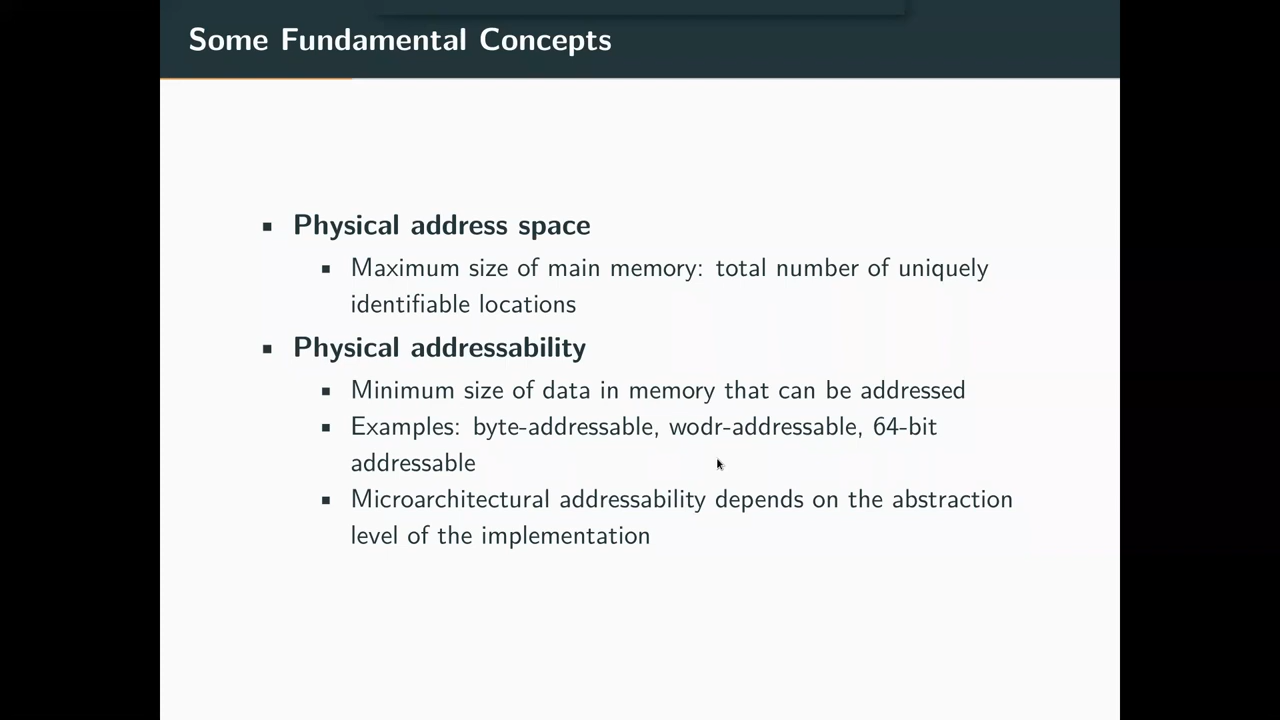 Some Fundamental Concepts
Physical address space
Maximum size of main memory: total number of uniquely
identifiable locations
Physical addressability
Minimum size of data in memory that can be addressed
Examples: byte-addressable, wodr-addressable, 64-bit
addressable
Microarchitectural addressability depends on the abstraction
level of the implementation